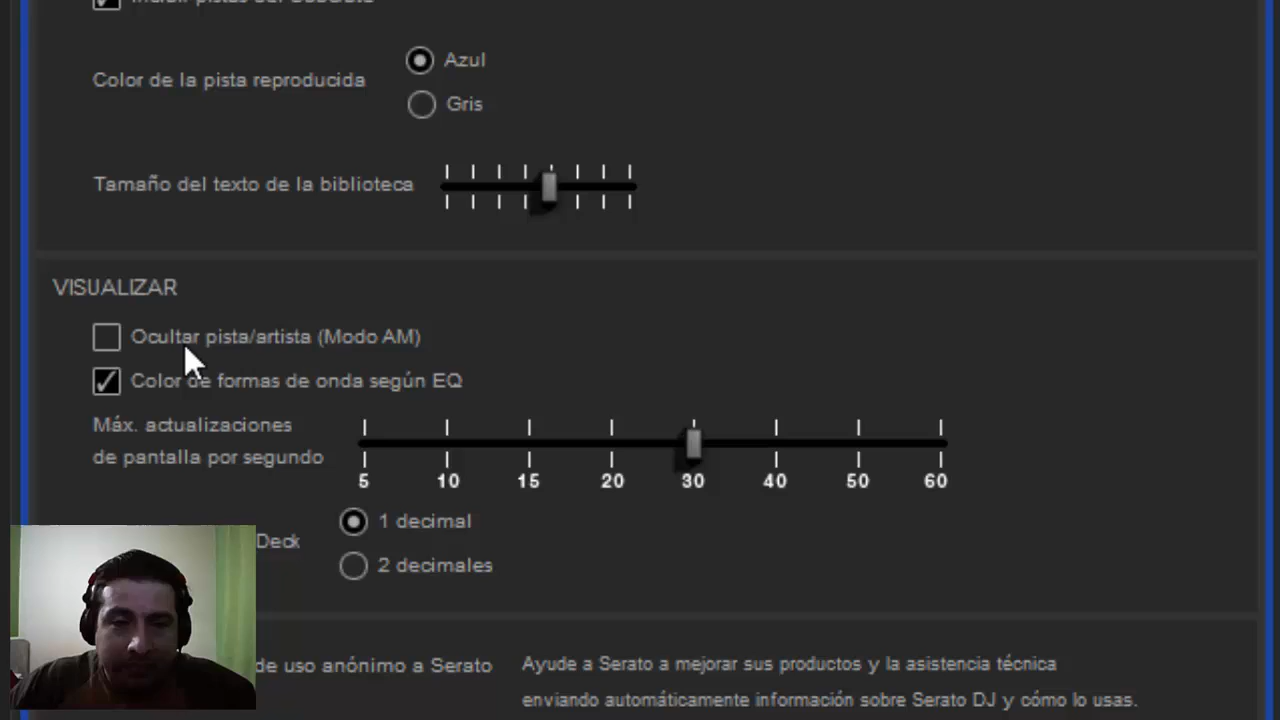 Incluir pistas del
Color de la pista reproducida
Azul
Gris
Tamaño del texto de la biblioteca
VISUALIZAR
Ocultar pista/artista (Modo AM)
Color de formas de onda según EQ
Máx. actualizaciones
de pantalla por segundo
5 10 15 20 30 40 50 60
Deck
1 decimal
2 decimales
de uso anónimo a Serato
Ayude a Serato a mejorar sus productos y la asistencia técnica
enviando automáticamente información sobre Serato DJ y cómo lo usas.